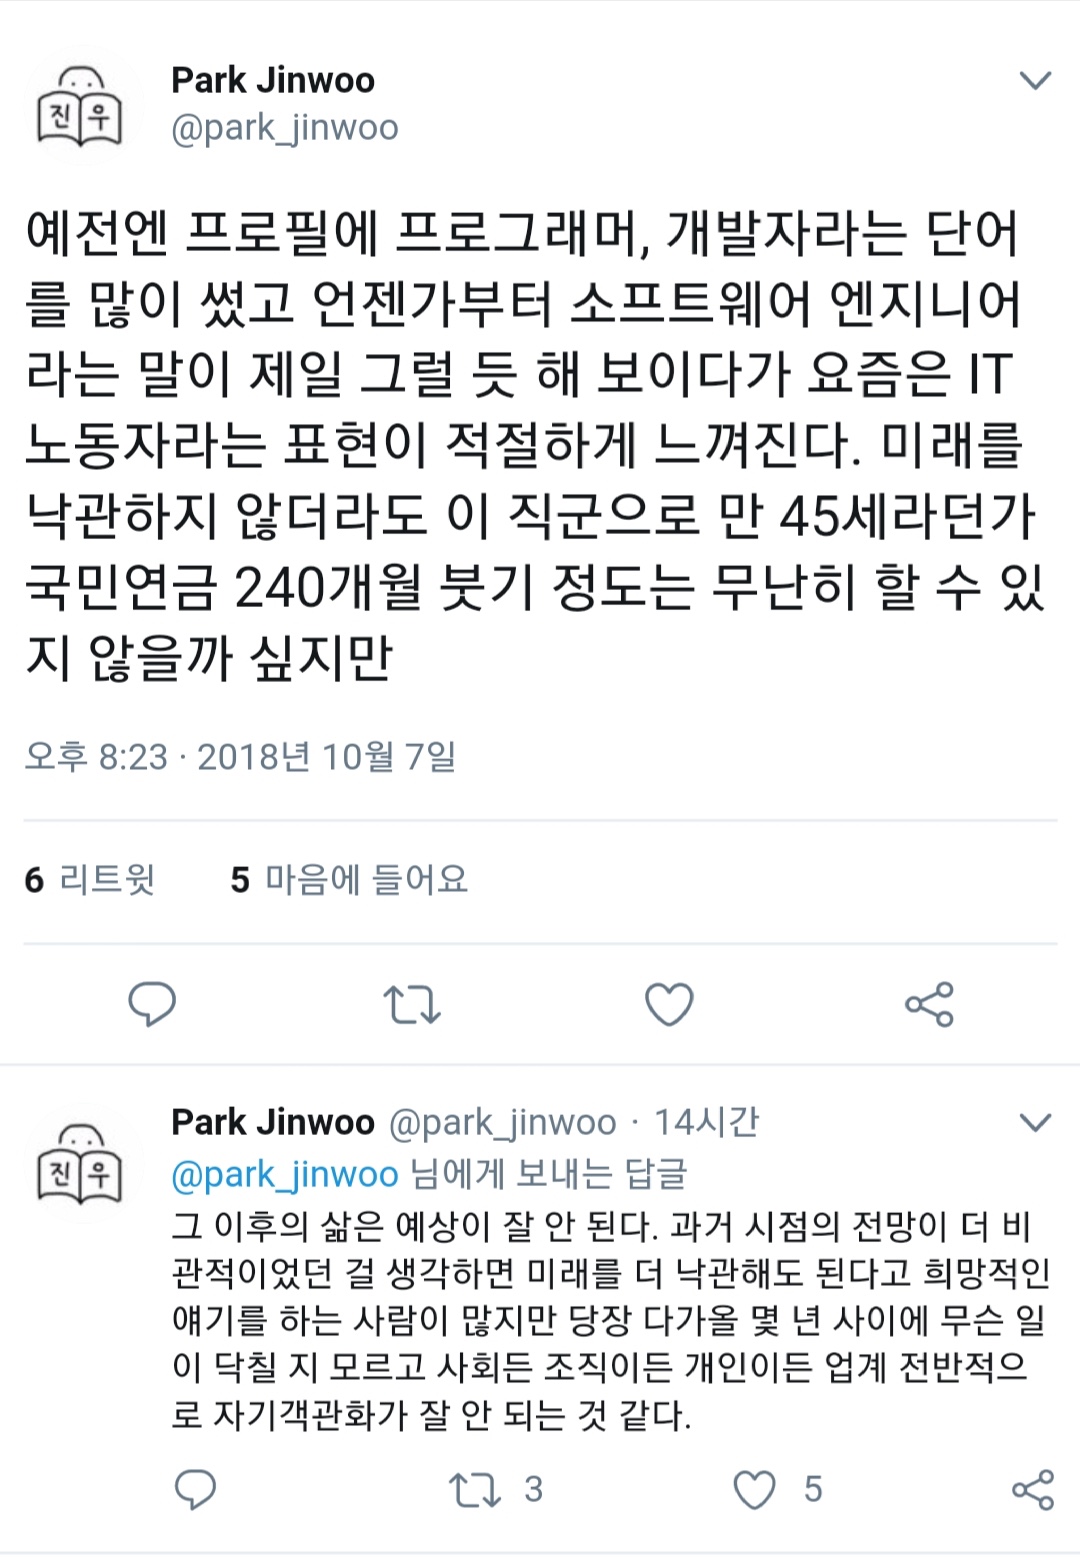 진 우
Park Jinwoo
@park_jinwoo
예전엔 프로필에 프로그래머, 개발자라는 단어
를 많이 썼고 언젠가부터 소프트웨어 엔지니어
라는 말이 제일 그럴 듯 해 보이다가 요즘은 IT
노동자라는 표현이 적절하게 느껴진다. 미래를
낙관하지 않더라도 이 직군으로 만 45세라던가
국민연금 240개월 붓기 정도는 무난히 할 수 있
지 않을까 싶지만
오후 8:23 · 2018년 10월 7일
6 리트윗 5 마음에 들어요
진 우
Park Jinwoo @park_jinwoo · 14시간
@park_jinwoo 님에게 보내는 답글
그 이후의 삶은 예상이 잘 안 된다. 과거 시점의 전망이 더 비
관적이었던 걸 생각하면 미래를 더 낙관해도 된다고 희망적인
얘기를 하는 사람이 많지만 당장 다가올 몇 년 사이에 무슨 일
이 닥칠 지 모르고 사회든 조직이든 개인이든 업계 전반적으
로 자기객관화가 잘 안 되는 것 같다.
3 5